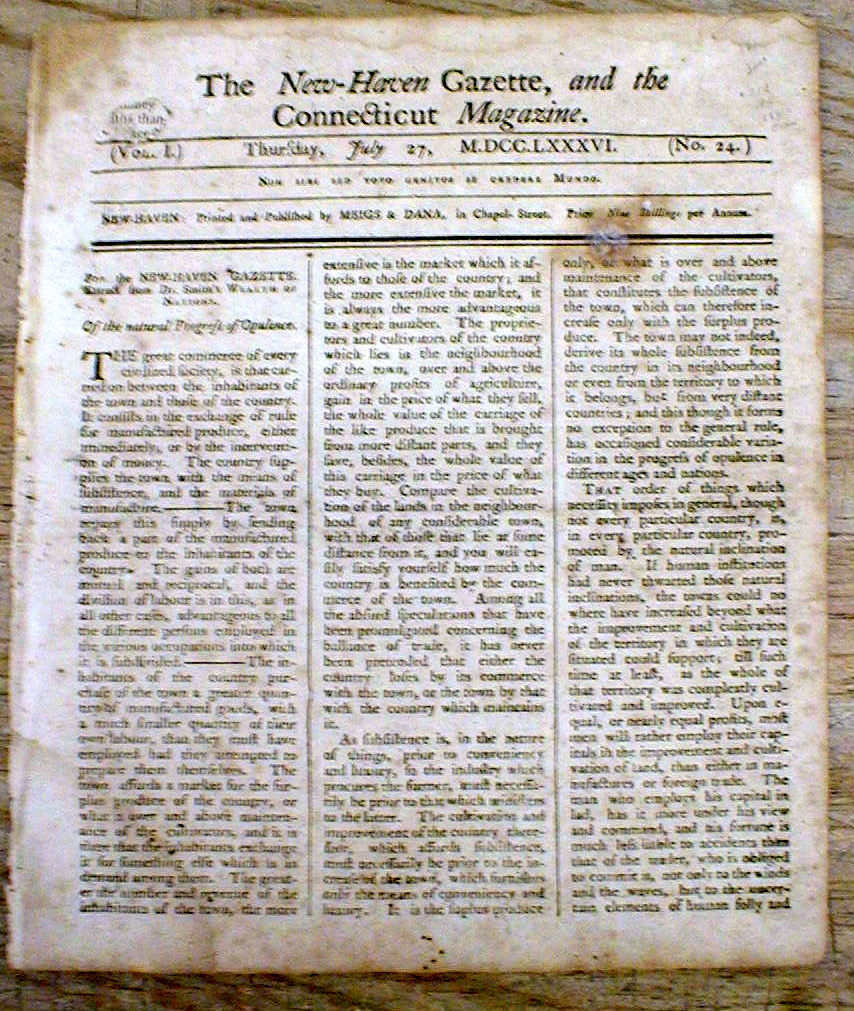 The New-Haven Gazette, and the
Connecticut Magazine.
(Vol. I.) Thurſday, July 27, M.DCC.LXXXVI. (No. 24.)
NEW-HAVEN: Printed and Publiſhed by MEIGS & DANA, in Chapel-Street. Price Nine Shillings per Annum.
For the NEW-HAVEN GAZETTE.
Extract from Dr. Smith's Wealth of
Nations.
Of the natural Progreſs of Opulence.
THE great commerce of every
civilized ſociety, is that car-
ried on between the inhabitants of
the town and thoſe of the country.
It conſiſts in the exchange of rude
for manufactured produce, either
immediately, or by the interventi-
on of money. The country ſup-
plies the town with the means of
ſubſiſtence, and the materials of
manufacture.——The town
repays this ſupply by ſending
back a part of the manufactured
produce to the inhabitants of the
country. The gains of both are
mutual and reciprocal, and the
diviſion of labour is in this, as in
all other caſes, advantageous to all
the different perſons employed in
the various occupations into which
it is ſubdivided.——The in-
habitants of the country pur-
chaſe of the town a greater quan-
tity of manufactured goods, with
a much ſmaller quantity of their
own labour, than they muſt have
employed had they attempted to
prepare them themſelves. The
town affords a market for the ſur-
plus produce of the country, or
what is over and above mainten-
ance of the cultivators, and it is
there that the inhabitants exchange
it for ſomething elſe which is in
demand among them. The great-
er the number and revenue of the
inhabitants of the town, the more
extenſive is the market which it af-
fords to thoſe of the country; and
the more extenſive the market, it
is always the more advantageous
to a great number. The proprie-
tors and cultivators of the country
which lies in the neighbourhood
of the town, over and above the
ordinary profits of agriculture,
gain in the price of what they ſell,
the whole value of the carriage of
the like produce that is brought
from more diſtant parts, and they
ſave, beſides, the whole value of
this carriage in the price of what
they buy. Compare the cultiva-
tion of the lands in the neighbour-
hood of any conſiderable town,
with that of thoſe that lie at ſome
diſtance from it, and you will ea-
ſily ſatisfy yourſelf how much the
country is benefited by the com-
merce of the town. Among all
the abſurd ſpeculations that have
been promulgated concerning the
ballance of trade, it has never
been pretended that either the
country loſes by its commerce
with the town, or the town by that
with the country which maintains
it.
As ſubſiſtence is, in the nature
of things, prior to conveniency
and luxury, ſo the induſtry which
procures the former, muſt neceſſa-
rily be prior to that which miniſters
to the latter. The cultivation and
improvement of the country there-
fore, which affords ſubſiſtence,
muſt neceſſarily be prior to the in-
creaſe of the town, which furniſhes
only the means of conveniency and
luxury. It is the ſurplus produce
only, or what is over and above
maintenance of the cultivators,
that conſtitutes the ſubſiſtence of
the town, which can therefore in-
creaſe only with the ſurplus pro-
duce. The town may not indeed,
derive its whole ſubſiſtence from
the country in its neighbourhood
or even from the territory to which
it belongs, but from very diſtant
countries; and this though it forms
no exception to the general rule,
has occaſioned conſiderable varia-
tion in the progreſs of opulence in
different ages and nations.
That order of things which
neceſſity impoſes in general, though
not every particular country, is,
in every particular country, pro-
moted by the natural inclination
of man. If human inſtitutions
had never thwarted thoſe natural
inclinations, the towns could no
where have increaſed beyond what
the improvement and cultivation
of the territory in which they are
ſituated could ſupport; till ſuch
time at leaſt, as the whole of
that territory was compleatly cul-
tivated and improved. Upon e-
qual, or nearly equal profits, moſt
men will rather employ their cap-
itals in the improvement and culti-
vation of land, than either in ma-
nufactures or foreign trade. The
man who employs his capital in
lad, has it more under his view
and command, and his fortune is
much leſs liable to accidents than
that of the trader, who is obliged
to commit it, not only to the winds
and the waves, but to the uncer-
tain elements of human folly and